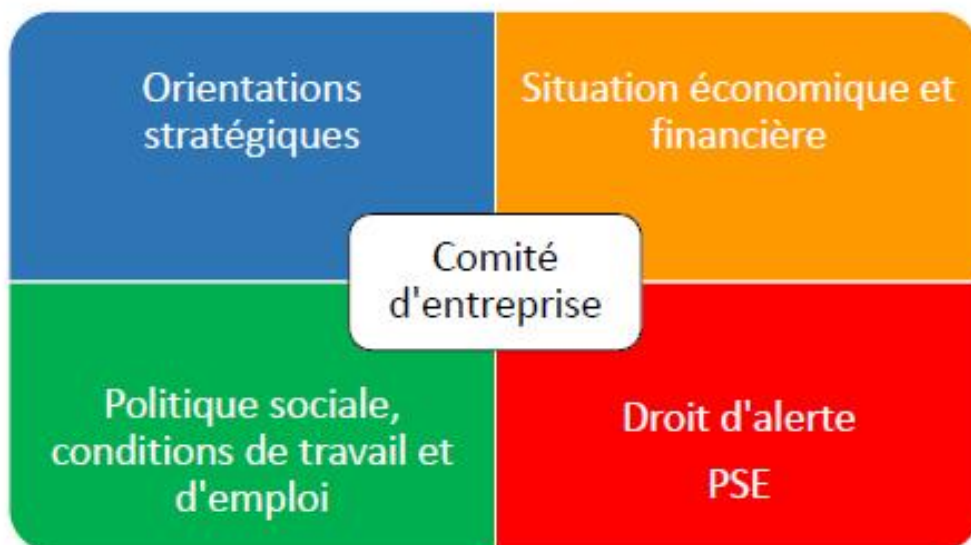 Orientations
stratégiques
Situation économique et
financière
Comité
d'entreprise
Politique sociale,
conditions de travail et
d'emploi
Droit d'alerte
PSE